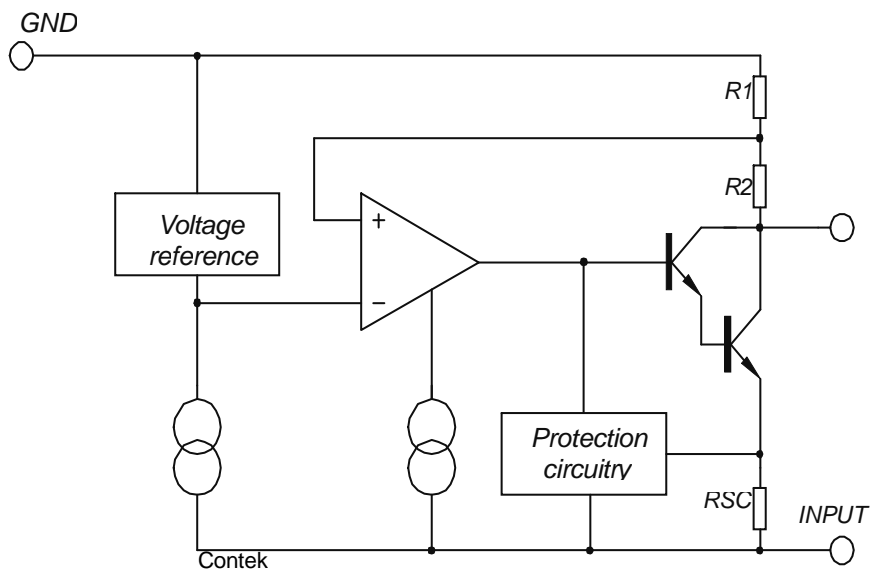 GND
R1
R2
Voltage
reference
+
−
Protection
circuitry
RSC
INPUT
Contek